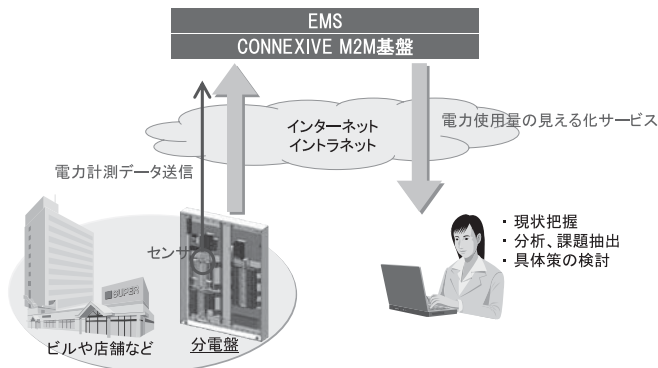 EMS
CONNEXIVE M2M基盤
インターネット
イントラネット
電力使用量の見える化サービス
電力計測データ送信
センサ
SUPER
ビルや店舗など
分電盤
・現状把握
・分析、課題抽出
・具体策の検討